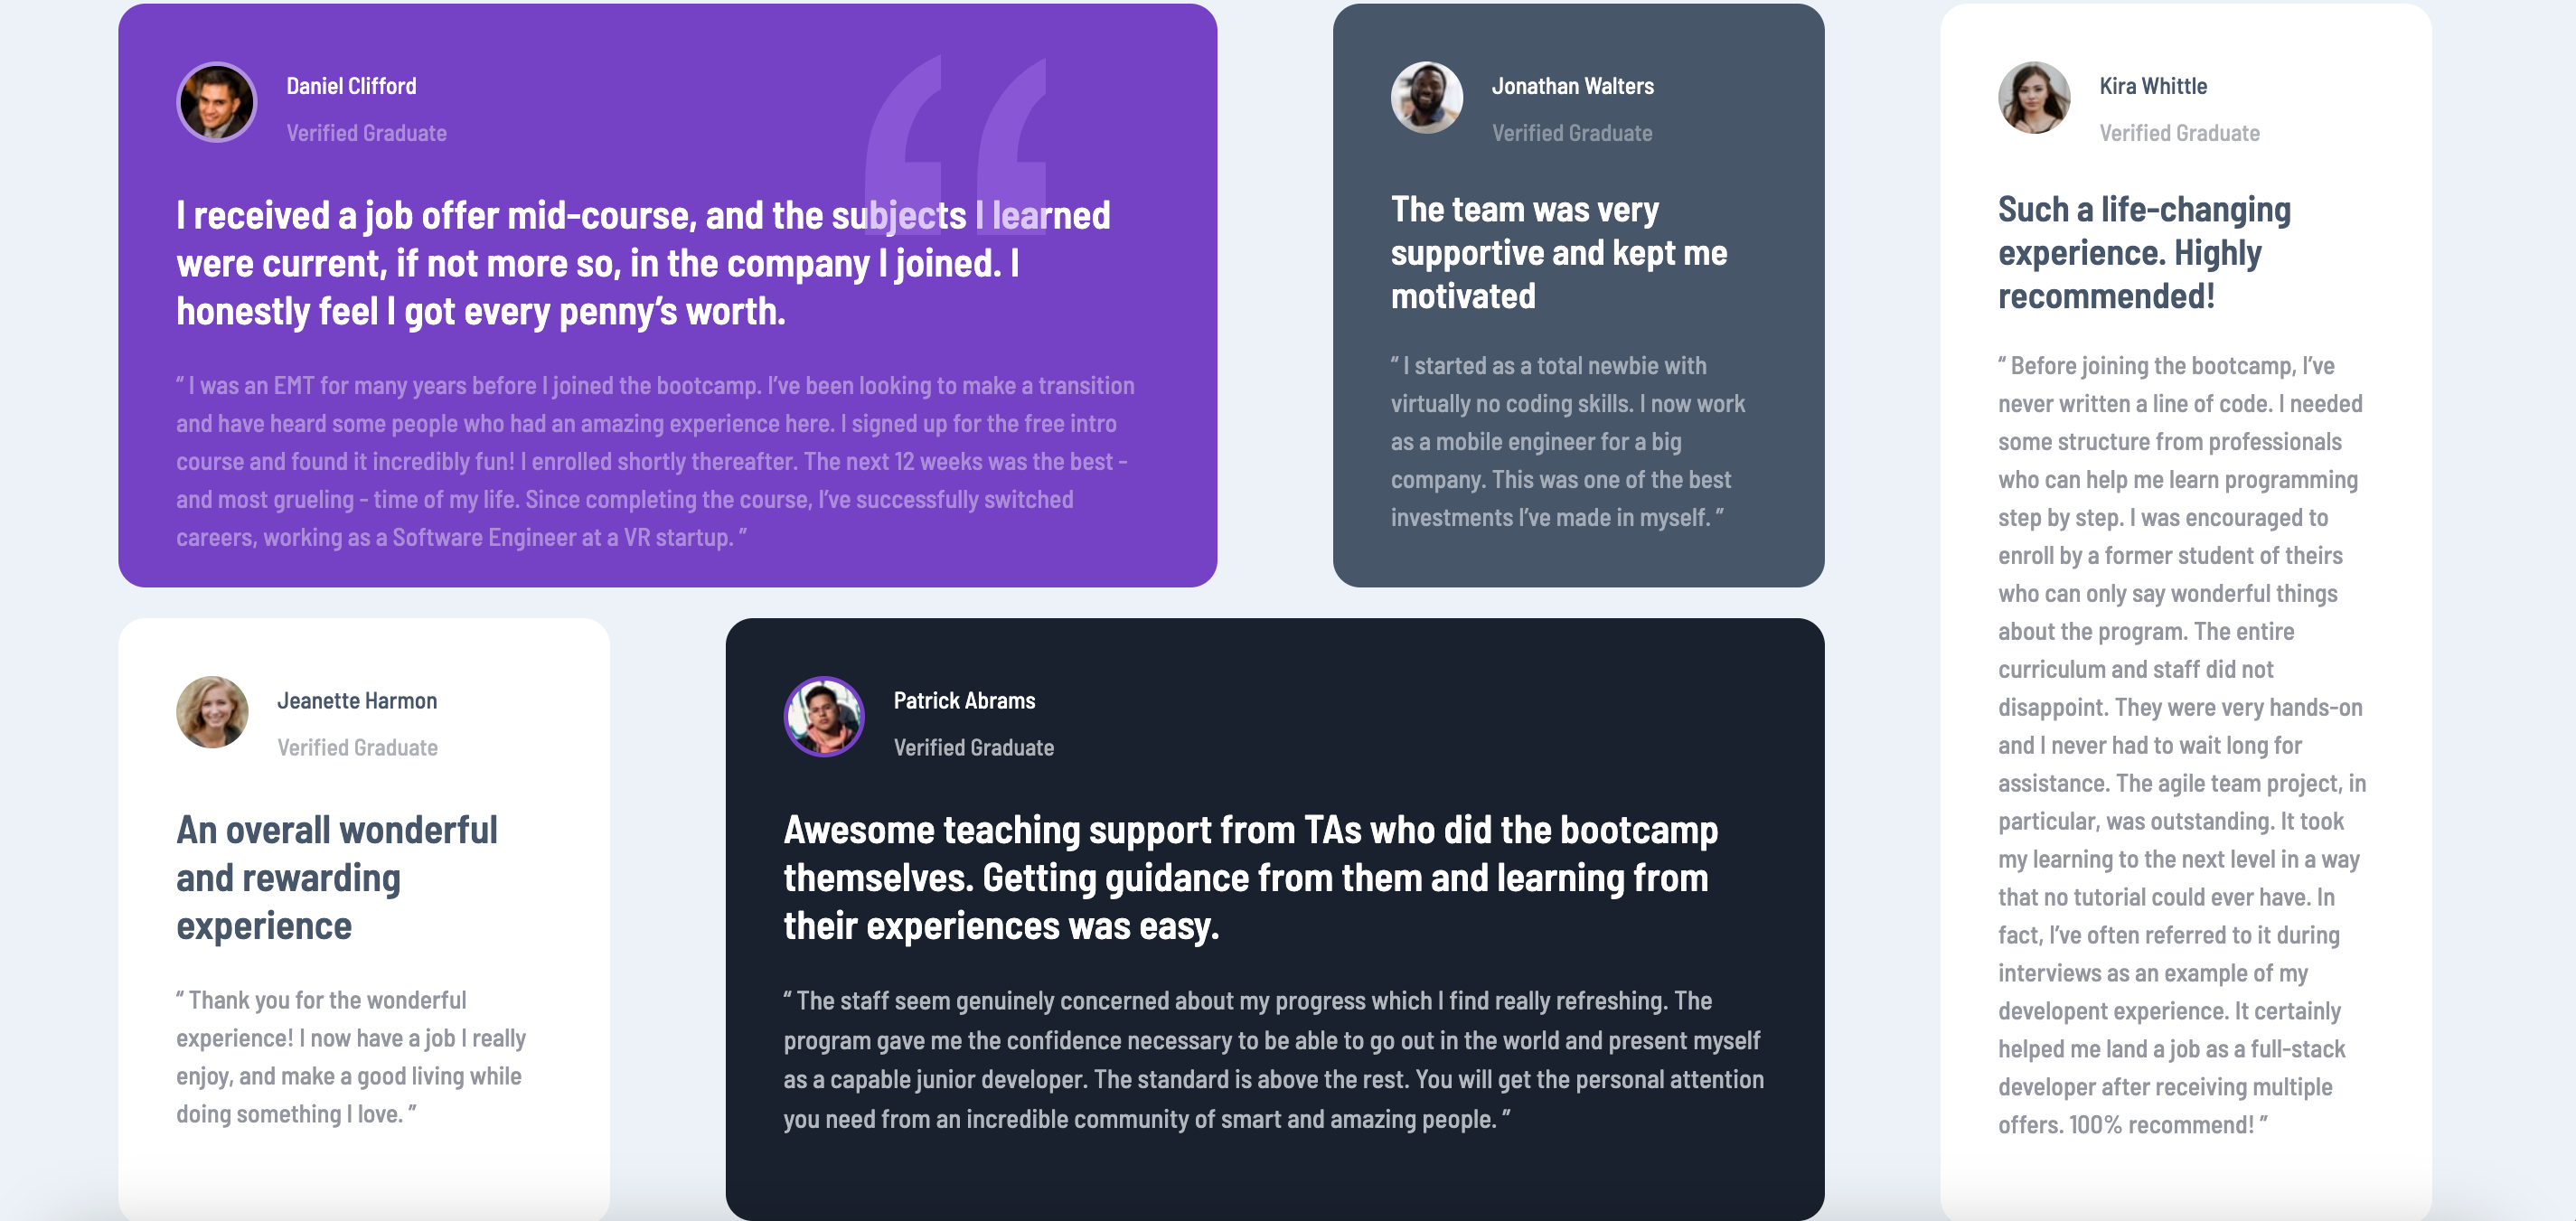 Daniel Clifford
Verified Graduate
I received a job offer mid-course, and the subjects I learned
were current, if not more so, in the company I joined. I
honestly feel I got every penny’s worth.
“ I was an EMT for many years before I joined the bootcamp. I’ve been looking to make a transition
and have heard some people who had an amazing experience here. I signed up for the free intro
course and found it incredibly fun! I enrolled shortly thereafter. The next 12 weeks was the best -
and most grueling - time of my life. Since completing the course, I’ve successfully switched
careers, working as a Software Engineer at a VR startup. ”
Jonathan Walters
Verified Graduate
The team was very
supportive and kept me
motivated
“ I started as a total newbie with
virtually no coding skills. I now work
as a mobile engineer for a big
company. This was one of the best
investments I’ve made in myself. ”
Kira Whittle
Verified Graduate
Such a life-changing
experience. Highly
recommended!
“ Before joining the bootcamp, I’ve
never written a line of code. I needed
some structure from professionals
who can help me learn programming
step by step. I was encouraged to
enroll by a former student of theirs
who can only say wonderful things
about the program. The entire
curriculum and staff did not
disappoint. They were very hands-on
and I never had to wait long for
assistance. The agile team project, in
particular, was outstanding. It took
my learning to the next level in a way
that no tutorial could ever have. In
fact, I’ve often referred to it during
interviews as an example of my
developent experience. It certainly
helped me land a job as a full-stack
developer after receiving multiple
offers. 100% recommend! ”
Jeanette Harmon
Verified Graduate
An overall wonderful
and rewarding
experience
“ Thank you for the wonderful
experience! I now have a job I really
enjoy, and make a good living while
doing something I love. ”
Patrick Abrams
Verified Graduate
Awesome teaching support from TAs who did the bootcamp
themselves. Getting guidance from them and learning from
their experiences was easy.
“ The staff seem genuinely concerned about my progress which I find really refreshing. The
program gave me the confidence necessary to be able to go out in the world and present myself
as a capable junior developer. The standard is above the rest. You will get the personal attention
you need from an incredible community of smart and amazing people. ”